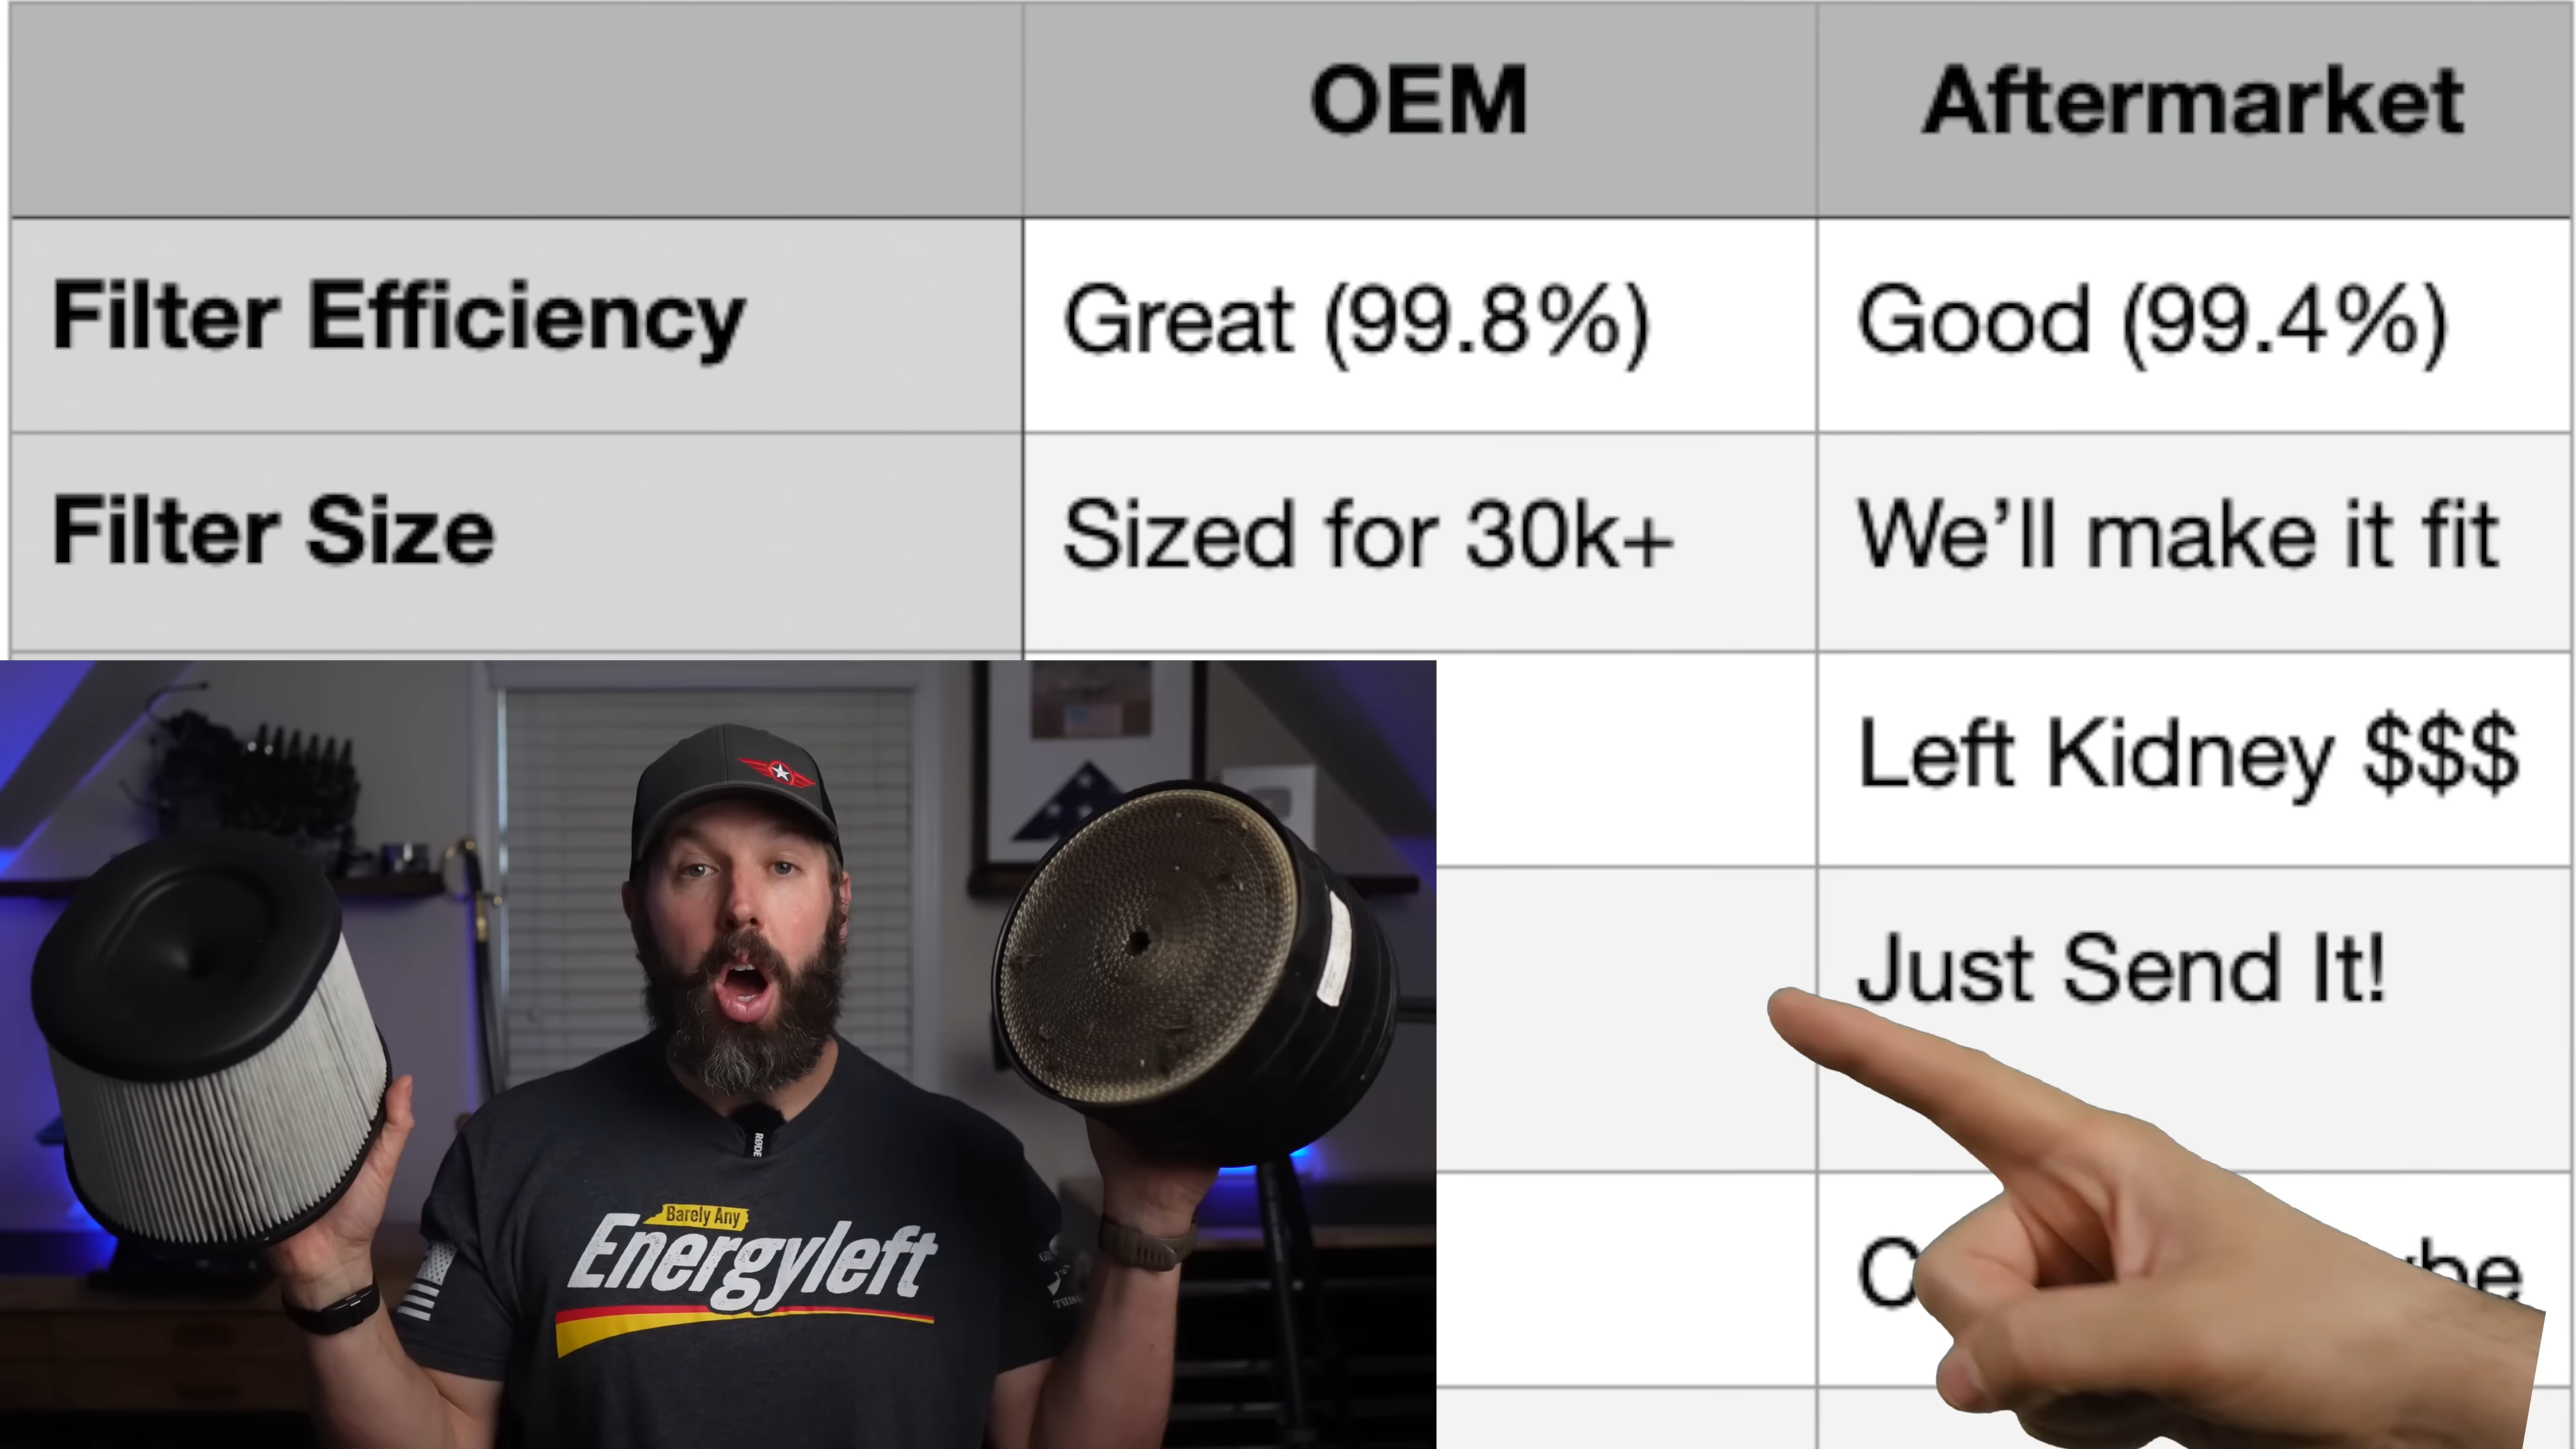 OEM
Aftermarket
Filter Efficiency
Great (99.8%)
Good (99.4%)
Filter Size
Sized for 30k+
We’ll make it fit
Left Kidney $$$
Just Send It!
Barely Any
Energyleft
RØDE